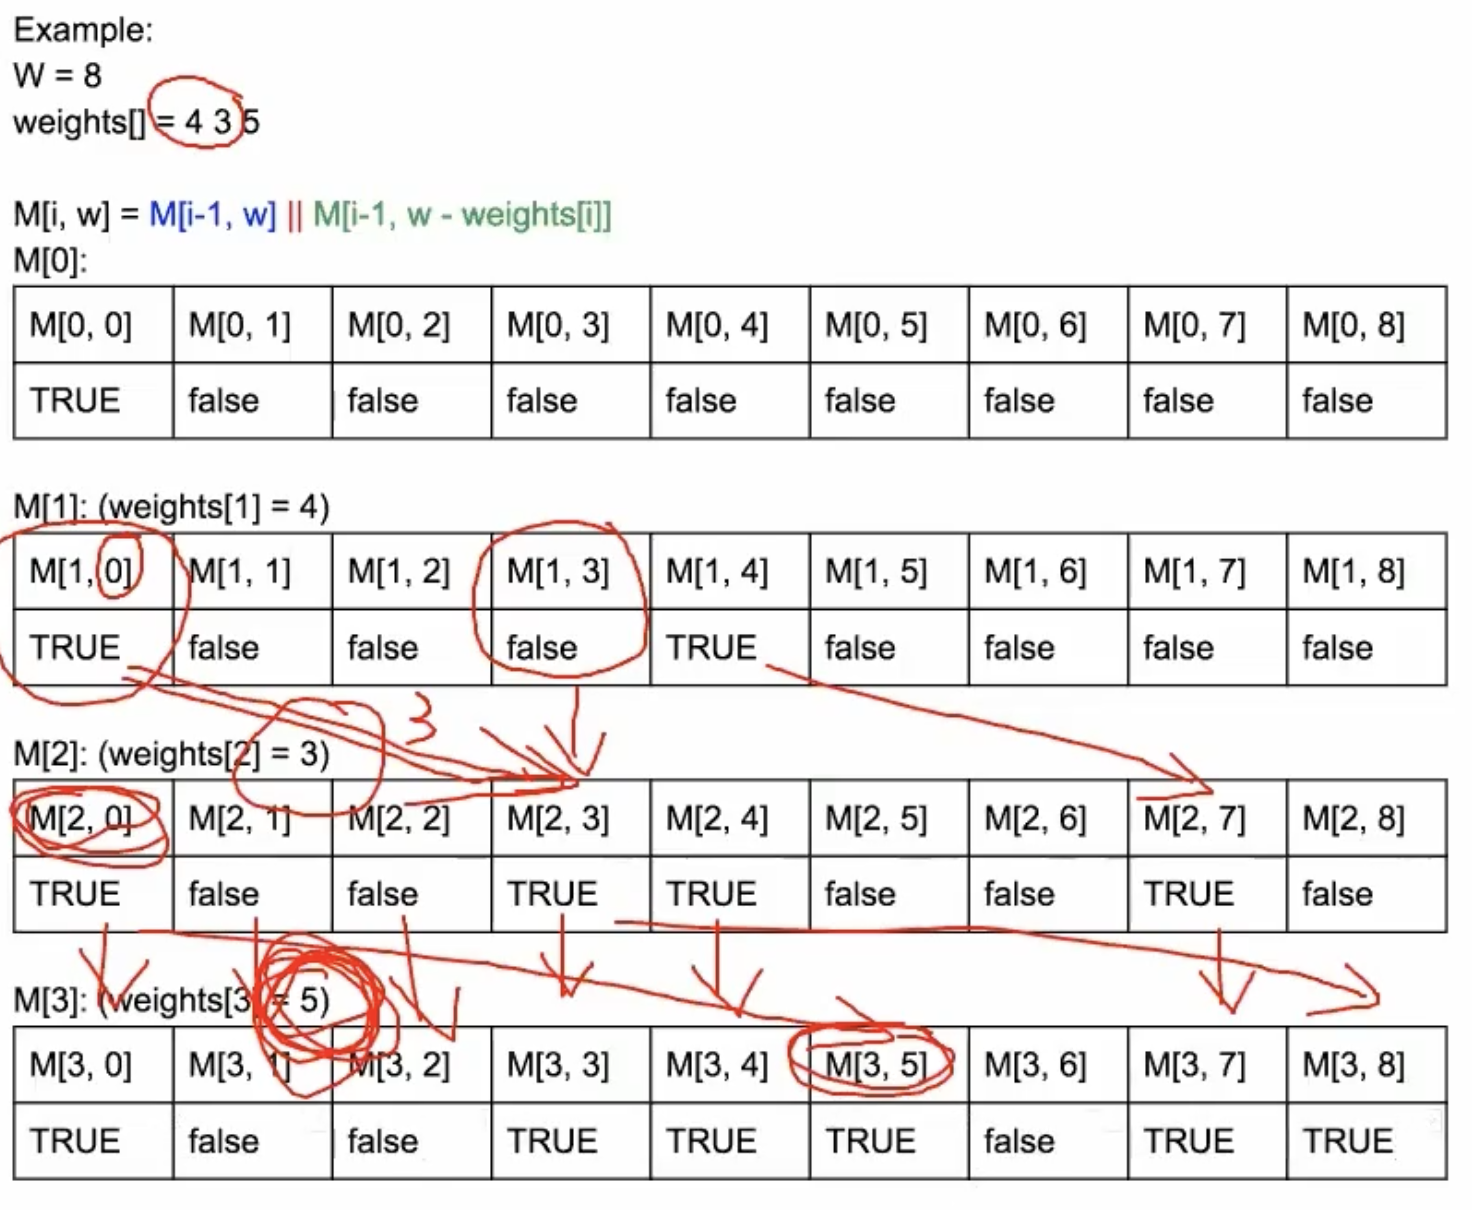 Example:
W = 8
weights[] = 4 3 5
M[i, w] = M[i-1, w] || M[i-1, w - weights[i]]
M[0]:
M[0, 0] M[0, 1] M[0, 2] M[0, 3] M[0, 4] M[0, 5] M[0, 6] M[0, 7] M[0, 8]
TRUE false false false false false false false false
M[1]: (weights[1] = 4)
M[1, 0] M[1, 1] M[1, 2] M[1, 3] M[1, 4] M[1, 5] M[1, 6] M[1, 7] M[1, 8]
TRUE false false false TRUE false false false false
3
M[2]: (weights[2] = 3)
M[2, 0] M[2, 1] M[2, 2] M[2, 3] M[2, 4] M[2, 5] M[2, 6] M[2, 7] M[2, 8]
TRUE false false TRUE TRUE false false TRUE false
M[3]: (weights[3] = 5)
M[3, 0] M[3, 1] M[3, 2] M[3, 3] M[3, 4] M[3, 5] M[3, 6] M[3, 7] M[3, 8]
TRUE false false TRUE TRUE TRUE false TRUE TRUE